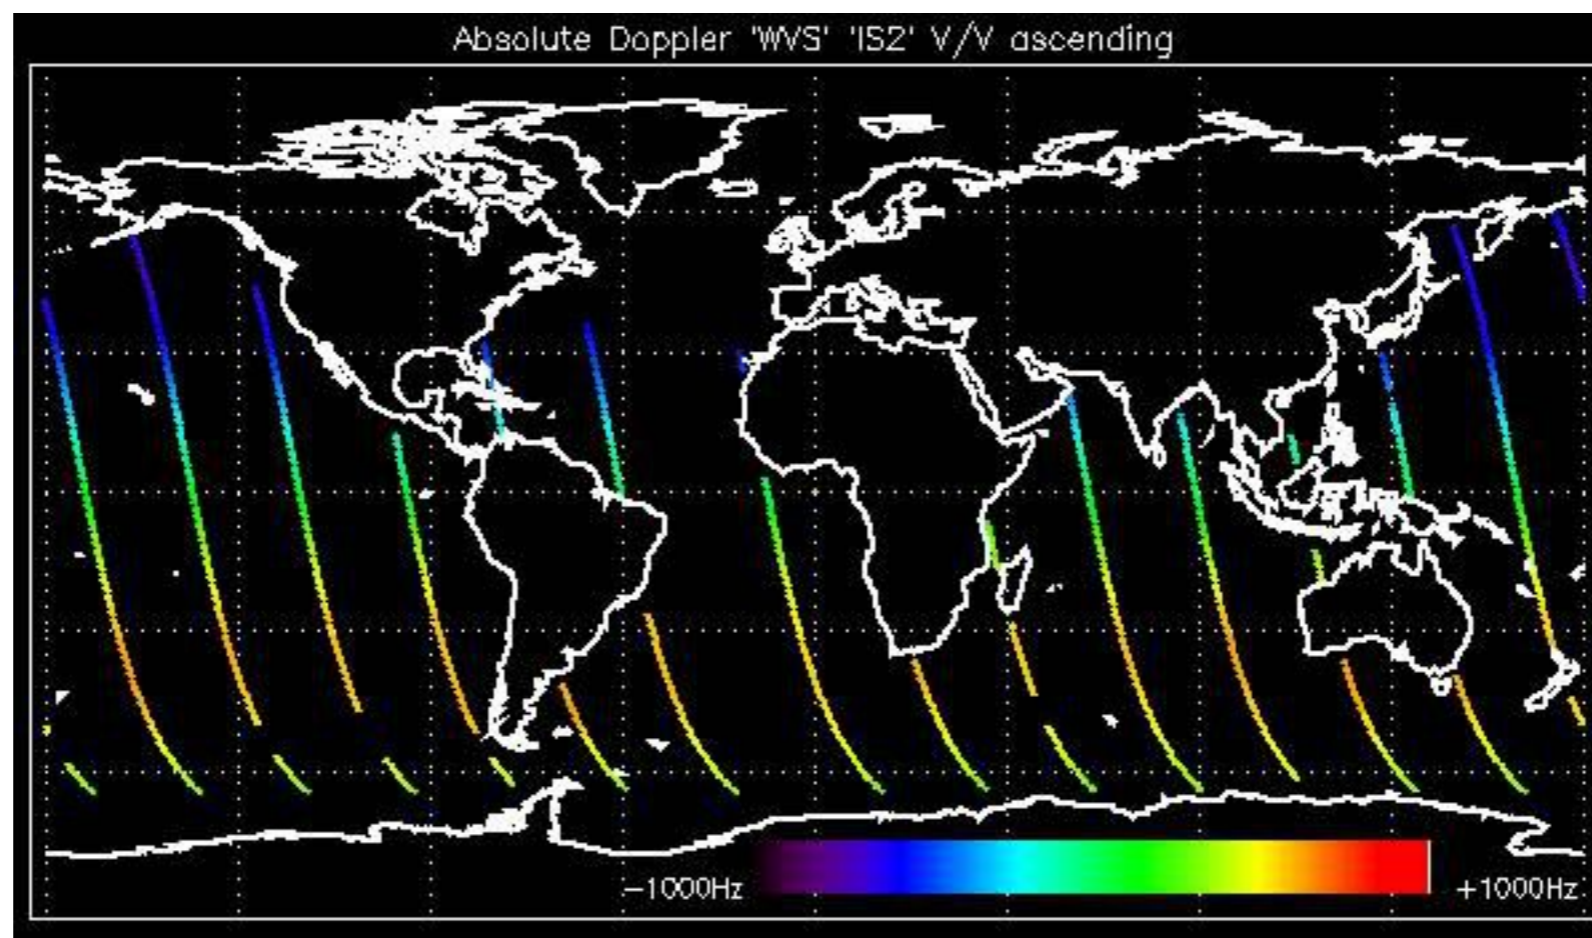 Absolute Doppler 'WVS' 'IS2' V/V ascending
-1000Hz +1000Hz